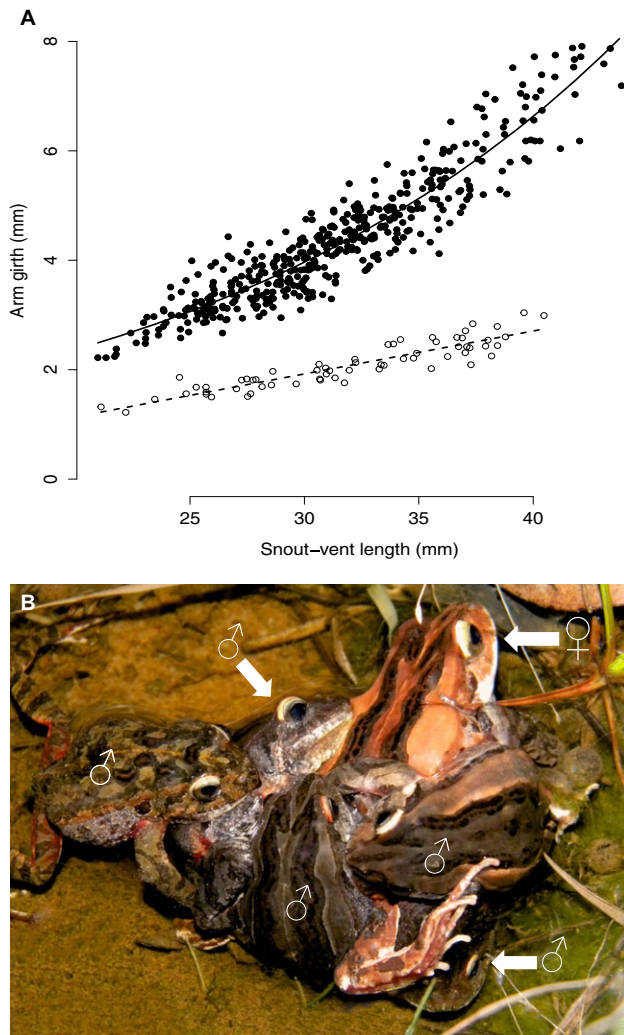 A
8
6
4
2
0
Arm girth (mm)
25 30 35 40
Snout−vent length (mm)
B
♂
♀
♂
♂
♂
♂